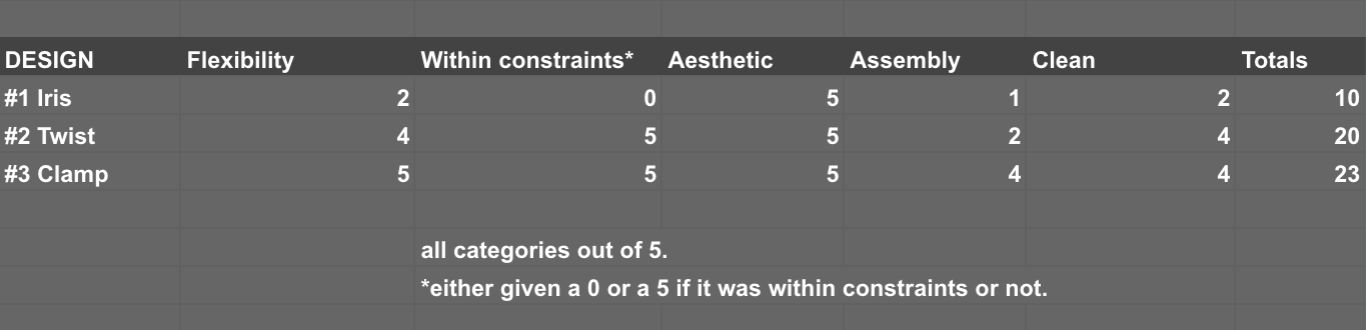 DESIGN Flexibility Within constraints* Aesthetic Assembly Clean Totals
#1 Iris 2 0 5 1 2 10
#2 Twist 4 5 5 2 4 20
#3 Clamp 5 5 5 4 4 23
all categories out of 5.
*either given a 0 or a 5 if it was within constraints or not.